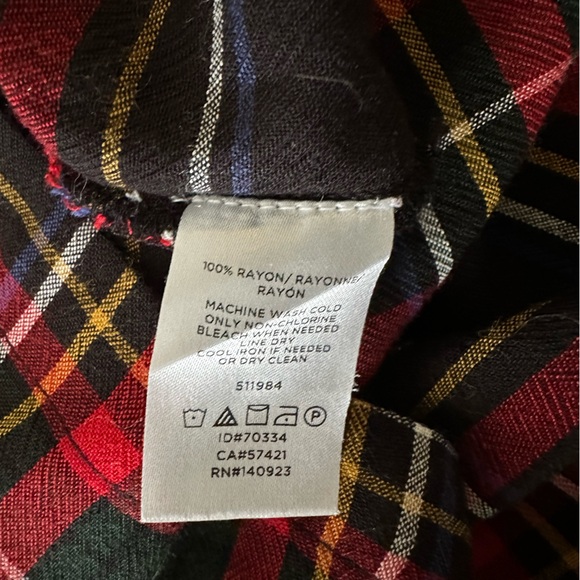 100% RAYON/ RAYONNE/
RAYÓN
MACHINE WASH COLD
ONLY NON-CHLORINE
BLEACH WHEN NEEDED
LINE DRY
COOL IRON IF NEEDED
OR DRY CLEAN
511984
P
ID#70334
CA#57421
RN#140923